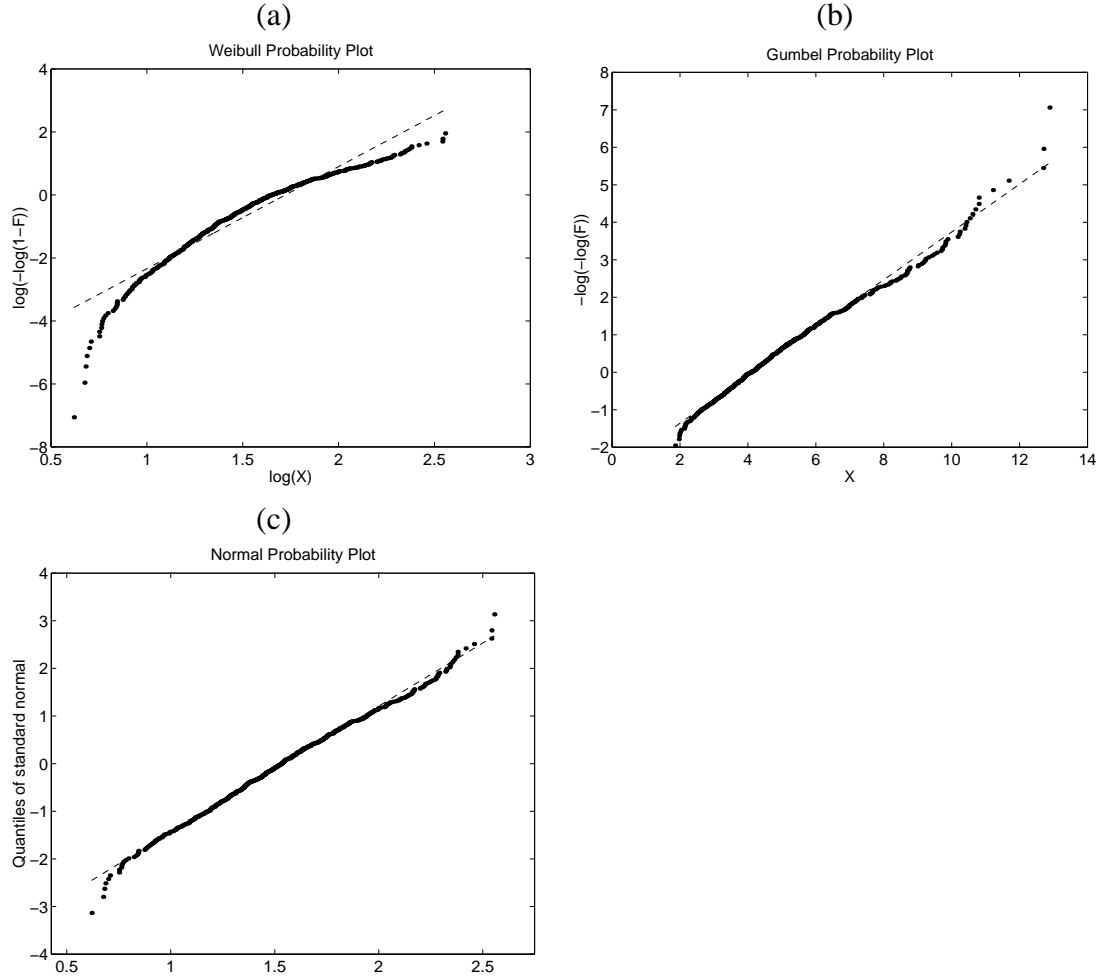 (a)
Weibull Probability Plot
4
2
0
−2
−4
−6
−8
log(−log(1−F))
0.5 1 1.5 2 2.5 3
log(X)
(b)
Gumbel Probability Plot
8
7
6
5
4
3
2
1
0
−1
−2
−log(−log(F))
0 2 4 6 8 10 12 14
X
(c)
Normal Probability Plot
4
3
2
1
0
−1
−2
−3
−4
Quantiles of standard normal
0.5 1 1.5 2 2.5